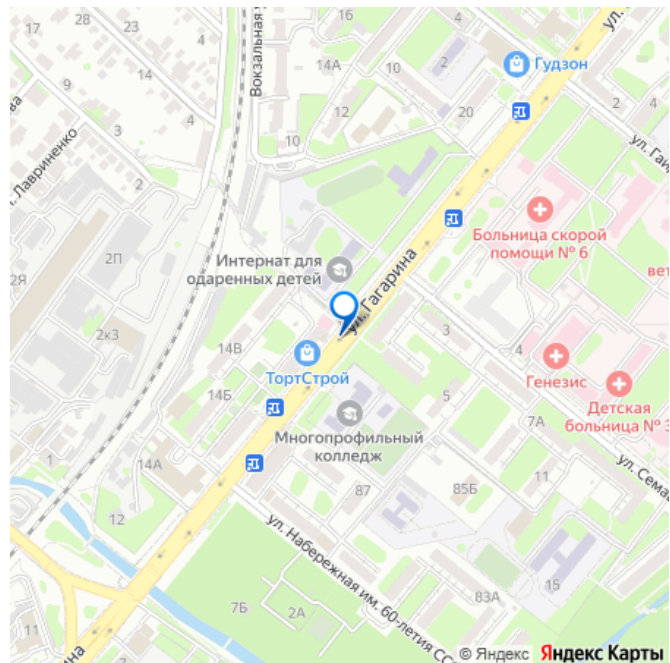 28
23
4
14А
10
2
Гудзон
ул.
Вокзальная
9
17
16
4
12
20
2
4
3
4
ул. Гайд
Лавриненко
2
Больница скорой
помощи № 6
вет
2П
Интернат для
одаренных детей
2Я
ул. Гагарина
2к3
3
14В
ТортСтрой
Генезис
14Б
5
Детская
больница № 3
7А
Многопрофильный
колледж
1
14А
11
ул. Сема
87
85Б
12
ул. Набережная им. 60-летия СС
15
7Б
2А
83А
11
ина
© Яндекс Яндекс Карты